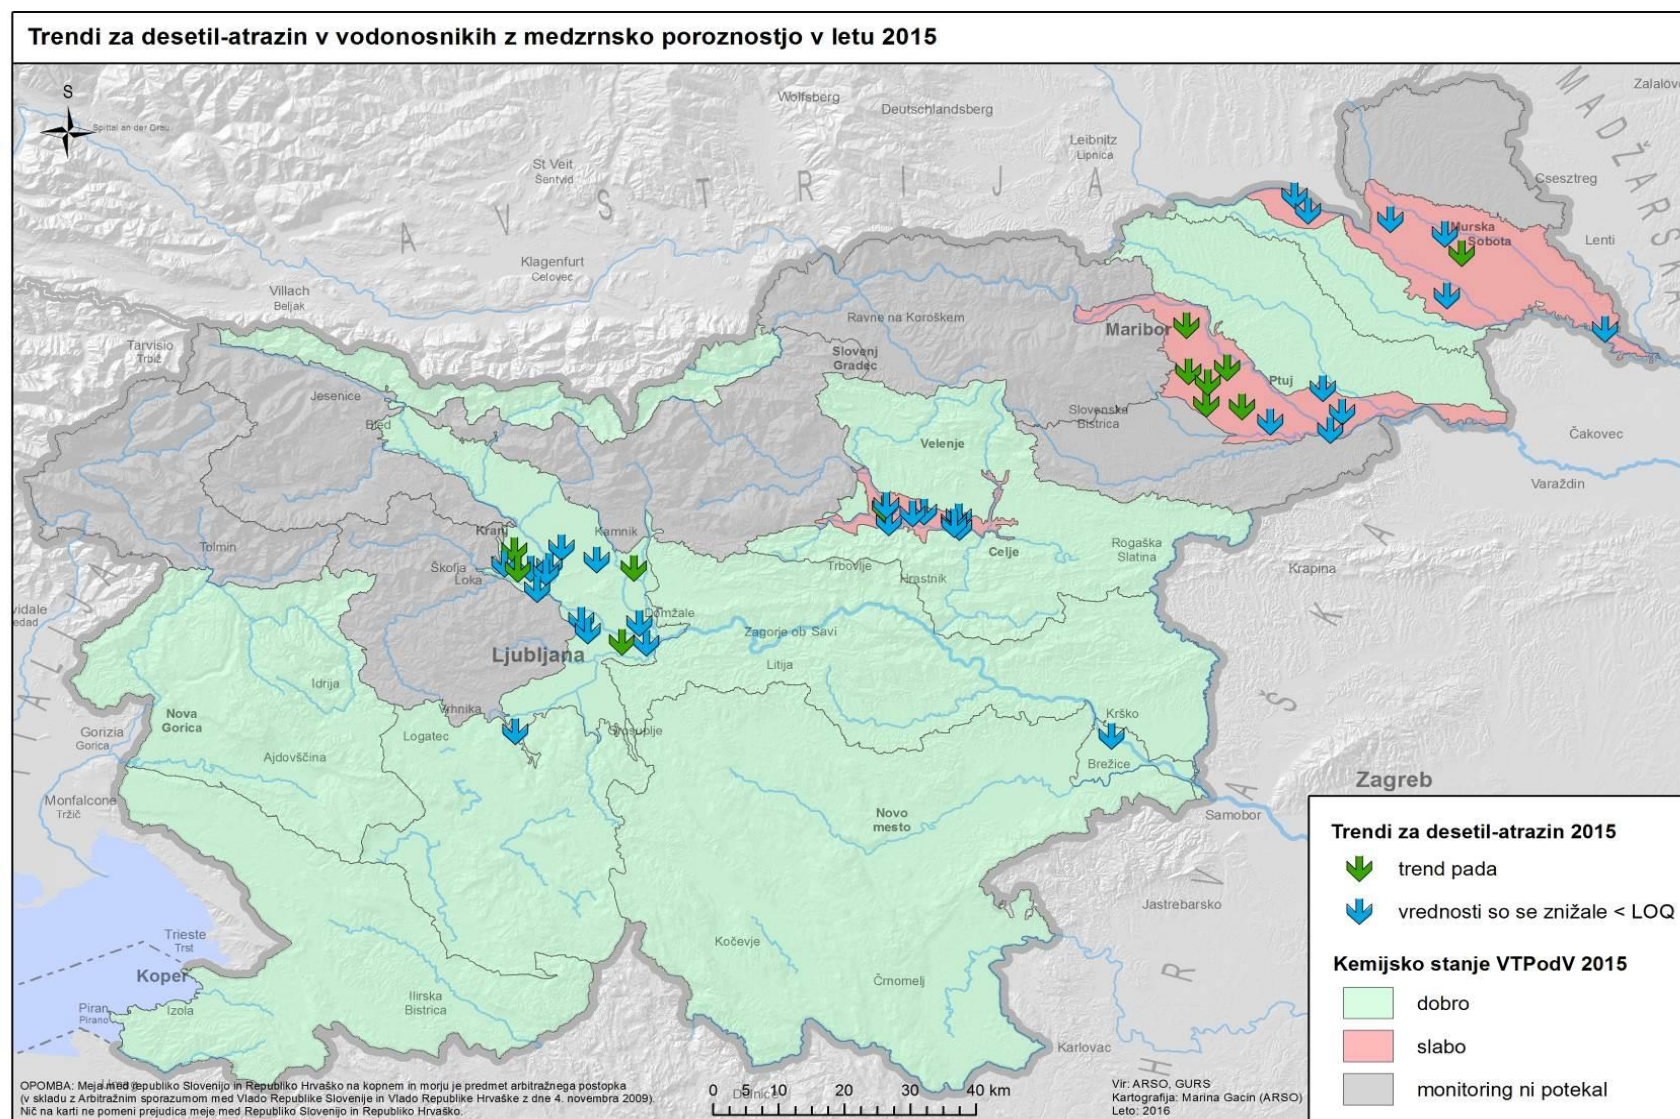 Trendi za desetil-atrazin v vodonosnikih z medzrnsko poroznostjo v letu 2015
S
Spittal an der Drau
Wolfsberg
Deutschlandsberg
Leibnitz
Lipnica
St Veit
Šentvid
AVSTRIJA
MADŽARSKA
Csesztreg
Lenti
Murska
Sobota
Klagenfurt
Celovec
Villach
Beljak
Tarvisio
Trbiž
Ravne na Koroškem
Slovenj
Gradec
Maribor
Ptuj
Slovenska
Bistrica
Čakovec
Varaždin
Jesenice
Bled
Velenje
Tolmin
Kranj
Kamnik
Škofja
Loka
Celje
Rogaška
Slatina
Trbovlje
Hrastnik
Krapina
Domžale
Zagorje ob Savi
Ljubljana
Litija
Idrija
Vrhnika
Logatec
Grosuplje
Nova
Gorica
Gorizia
Gorica
Ajdovščina
Krško
Brežice
Zagreb
Samobor
Monfalcone
Tržič
Novo
mesto
ITALIJA
HRVAŠKA
Jastrebarsko
Trieste
Trst
Koper
Kočevje
Črnomelj
Piran
Pirano
Izola
Ilirska
Bistrica
Karlovac
Trendi za desetil-atrazin 2015
trend pada
vrednosti so se znižale < LOQ
Kemijsko stanje VTPodV 2015
dobro
slabo
monitoring ni potekal
OPOMBA: Meja med Republiko Slovenijo in Republiko Hrvaško na kopnem in morju je predmet arbitražnega postopka
(v skladu z Arbitražnim sporazumom med Vlado Republike Slovenije in Vlado Republike Hrvaške z dne 4. novembra 2009).
Nič na karti ne pomeni prejudica meje med Republiko Slovenijo in Republiko Hrvaško.
0 5 10 20 30 40 km
Vir: ARSO, GURS
Kartografija: Marina Gacin (ARSO)
Leto: 2016